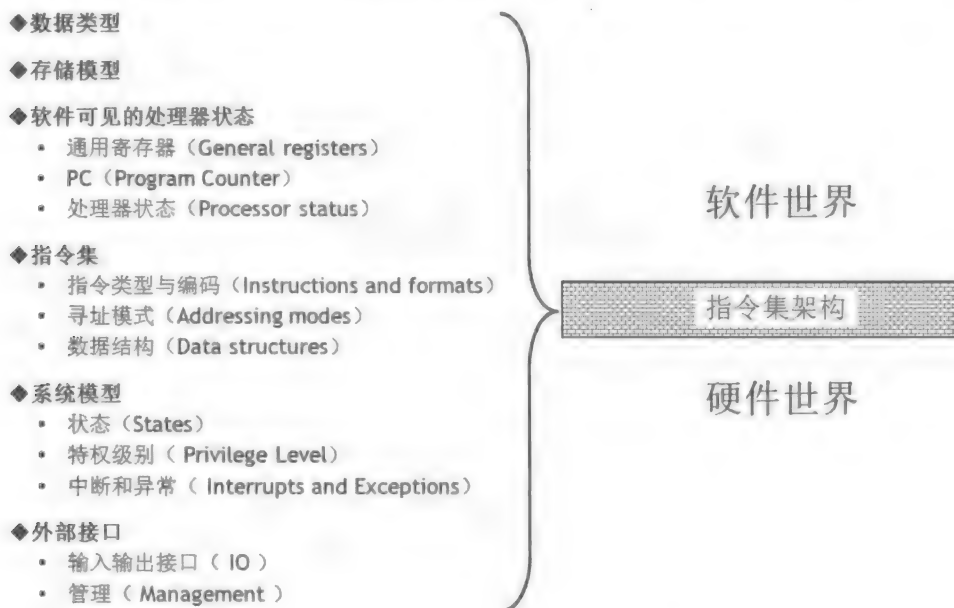 ◆数据类型
◆存储模型
◆软件可见的处理器状态
• 通用寄存器（General registers）
• PC（Program Counter）
• 处理器状态（Processor status）
◆指令集
• 指令类型与编码（Instructions and formats）
• 寻址模式（Addressing modes）
• 数据结构（Data structures）
◆系统模型
• 状态（States）
• 特权级别（ Privilege Level）
• 中断和异常（ Interrupts and Exceptions）
◆外部接口
• 输入输出接口（ IO ）
• 管理（ Management ）
软件世界
指令集架构
硬件世界